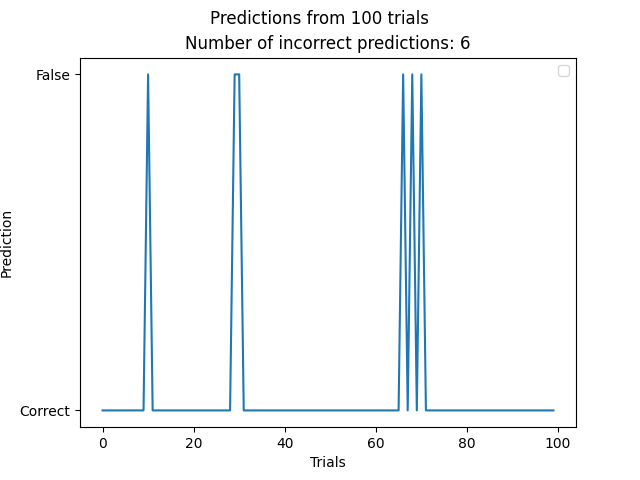 Predictions from 100 trials
Number of incorrect predictions: 6
False
Correct
Prediction
0 20 40 60 80 100
Trials